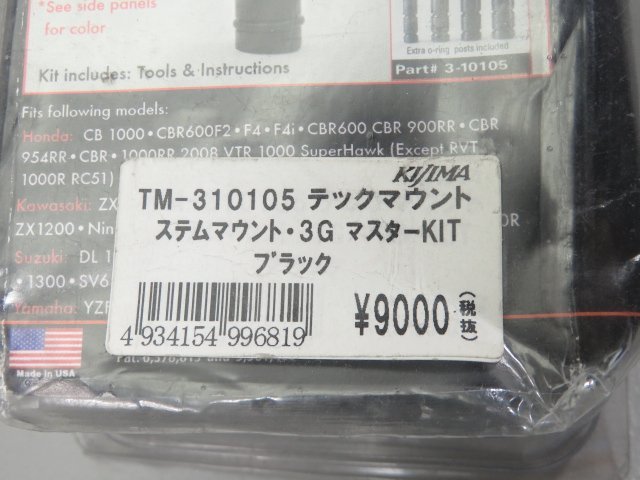 *See side panels
for color
Kit includes: Tools & Instructions
Extra o-ring posts included
Part# 3-10105
Fits following models:
Honda: CB 1000•CBR600F2•F4•F4i•CBR600 CBR 900RR•CBR
954RR•CBR•1000RR 2008 VTR 1000 SuperHawk (Except RVT
1000R RC51)
KIJIMA
TM-310105 テックマウント
Kawasaki: ZX
ステムマウント・3G マスターKIT
ZX1200•Nin
ブラック
Suzuki: DL 1
•1300•SV6
Yamaha: YZF
¥9000(税抜)
4 934154 996819
Made in USA